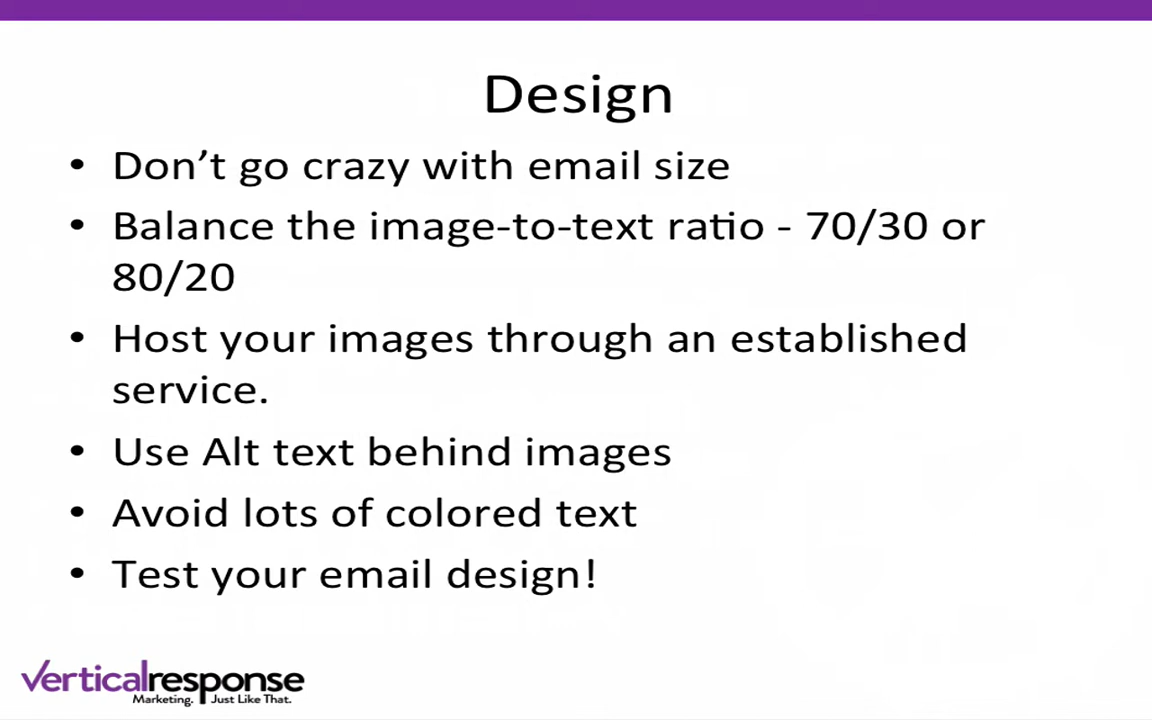 Design
• Don’t go crazy with email size
• Balance the image-to-text ratio - 70/30 or
80/20
• Host your images through an established
service.
• Use Alt text behind images
• Avoid lots of colored text
• Test your email design!
verticalresponse
Marketing. Just Like That.